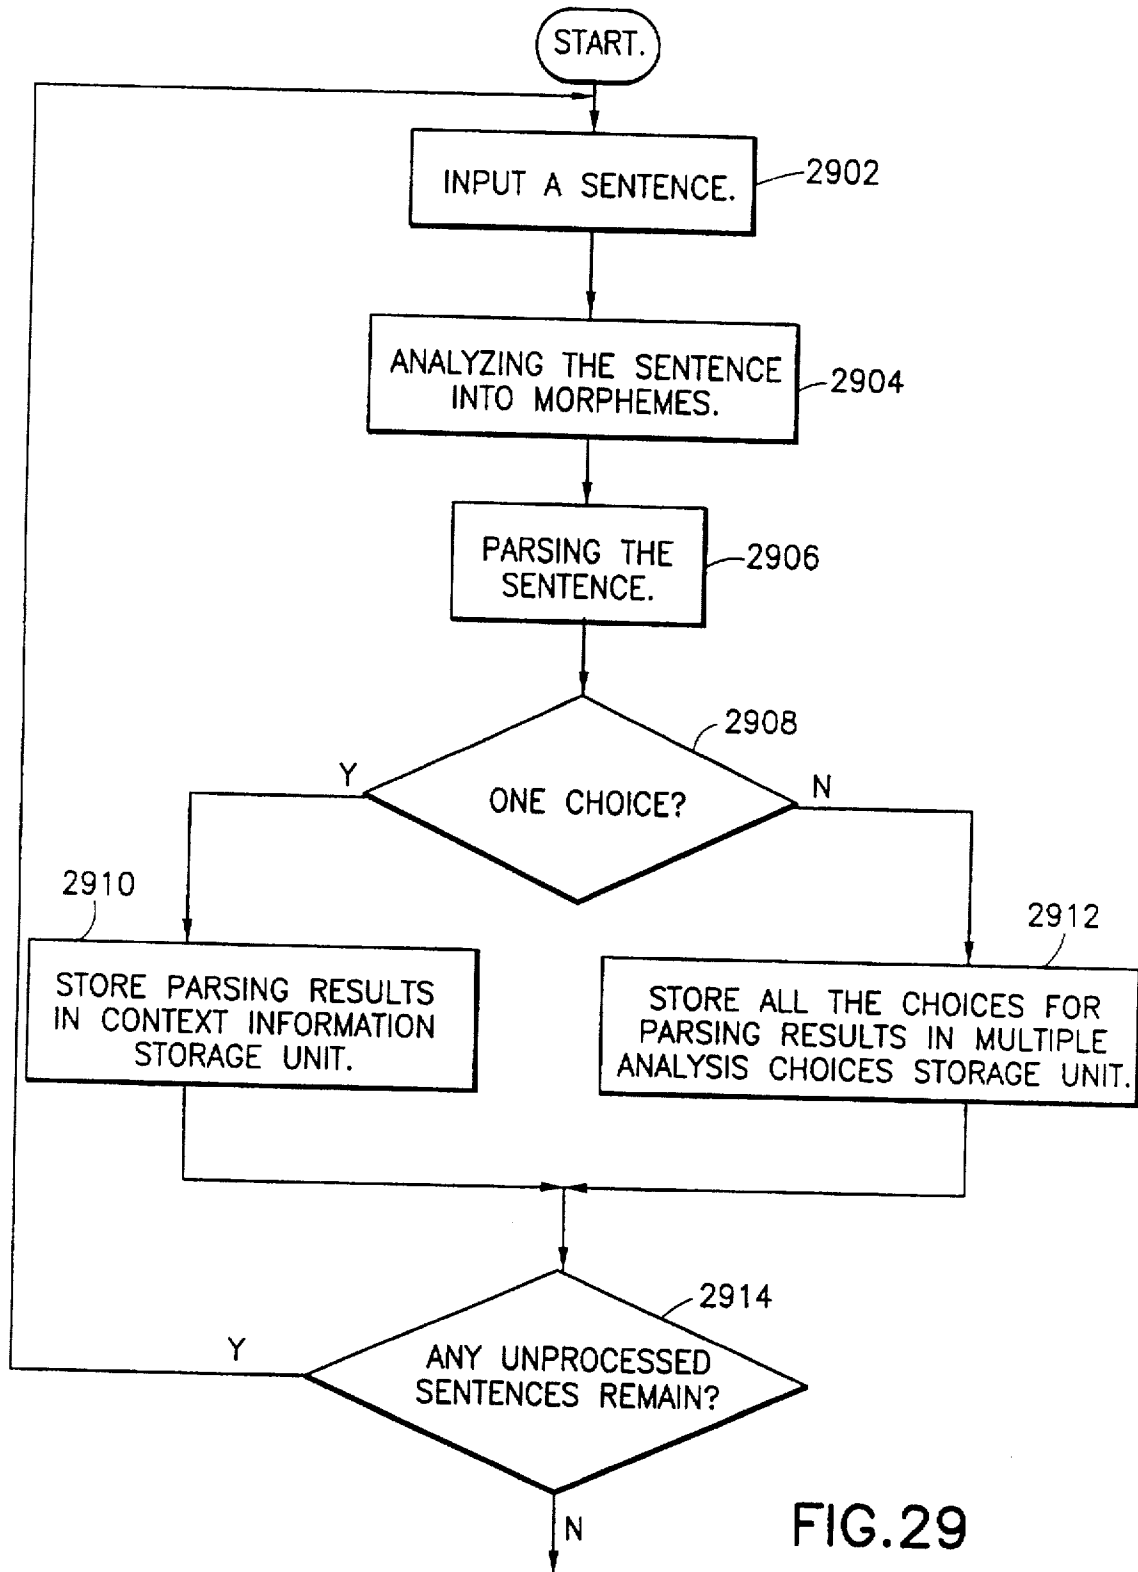 START.
INPUT A SENTENCE.
2902
ANALYZING THE SENTENCE
INTO MORPHEMES.
2904
PARSING THE
SENTENCE.
2906
2908
Y
ONE CHOICE?
N
2910
STORE PARSING RESULTS
IN CONTEXT INFORMATION
STORAGE UNIT.
2912
STORE ALL THE CHOICES FOR
PARSING RESULTS IN MULTIPLE
ANALYSIS CHOICES STORAGE UNIT.
2914
Y
ANY UNPROCESSED
SENTENCES REMAIN?
N
FIG.29